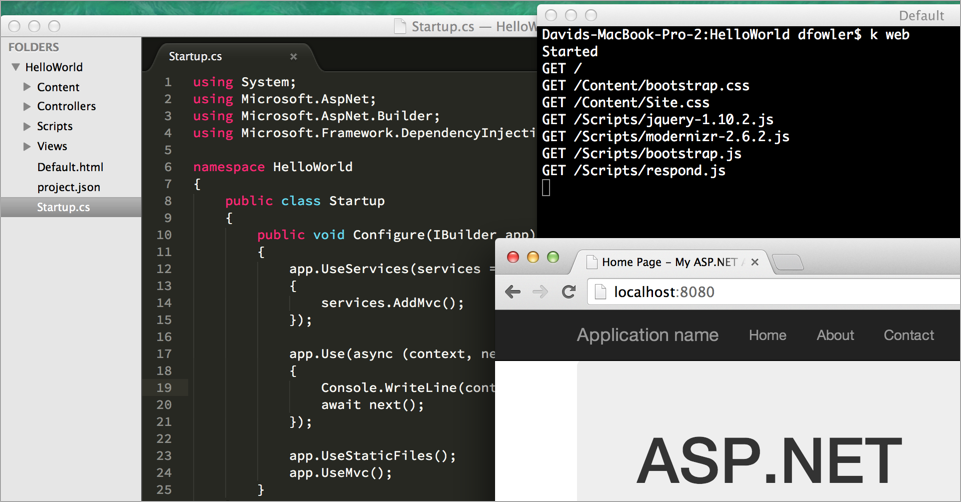 Startup.cs — HelloW
FOLDERS
HelloWorld
Content
Controllers
Scripts
Views
Default.html
project.json
Startup.cs
Startup.cs
1 using System;
2 using Microsoft.AspNet;
3 using Microsoft.AspNet.Builder;
4 using Microsoft.Framework.DependencyInjecti
5
6 namespace HelloWorld
7 {
8 public class Startup
9 {
10 public void Configure(IBuilder app)
11 {
12 app.UseServices(services =
13 {
14 services.AddMvc();
15 });
16
17 app.Use(async (context, ne
18 {
19 Console.WriteLine(cont
20 await next();
21 });
22
23 app.UseStaticFiles();
24 app.UseMvc();
25 }
Default
Davids-MacBook-Pro-2:HelloWorld dfowler$ k web
Started
GET /
GET /Content/bootstrap.css
GET /Content/Site.css
GET /Scripts/jquery-1.10.2.js
GET /Scripts/modernizr-2.6.2.js
GET /Scripts/bootstrap.js
GET /Scripts/respond.js
Home Page - My ASP.NET A
localhost:8080
Application name Home About Contact
ASP.NET